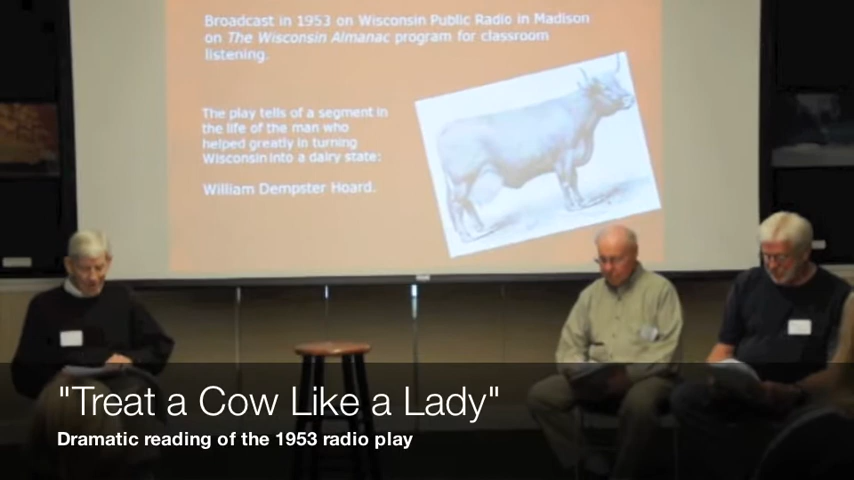 Broadcast in 1953 on Wisconsin Public Radio in Madison
on The Wisconsin Almanac program for classroom
listening.
The play tells of a segment in
the life of the man who
helped greatly in turning
Wisconsin into a dairy state:
William Dempster Hoard.
"Treat a Cow Like a Lady"
Dramatic reading of the 1953 radio play